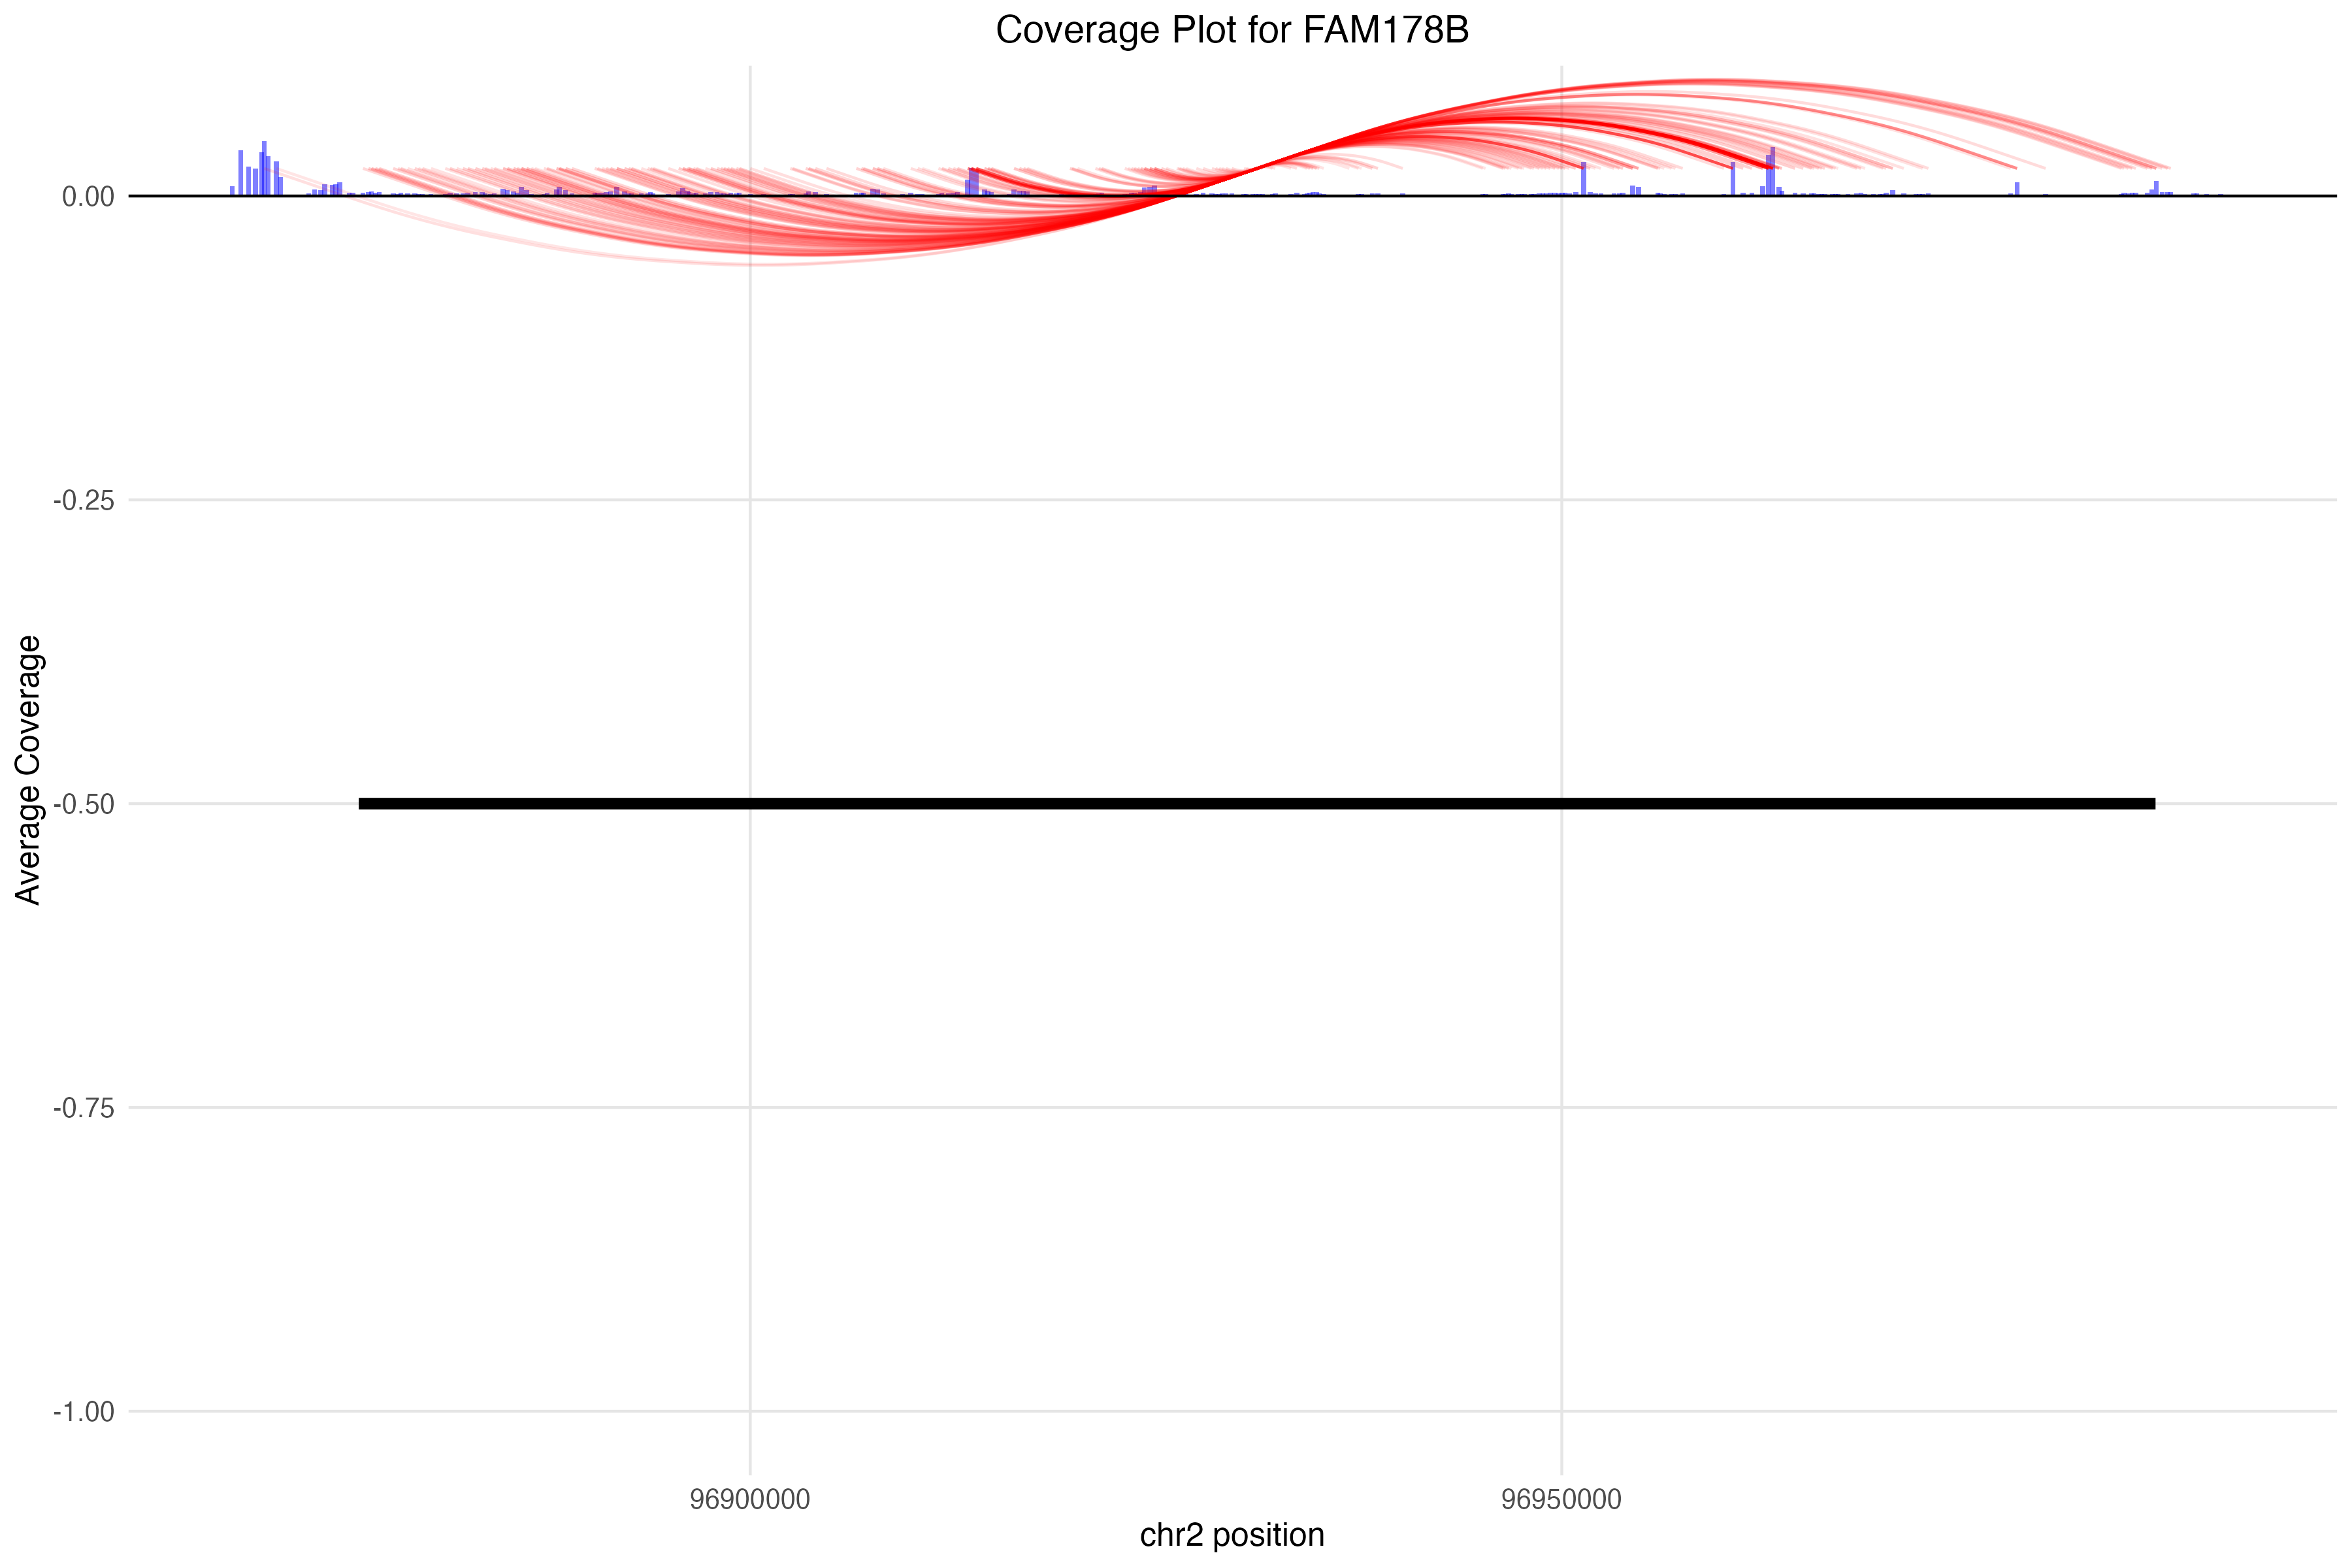 Coverage Plot for FAM178B
0.00
-0.25
-0.50
-0.75
-1.00
Average Coverage
96900000
96950000
chr2 position